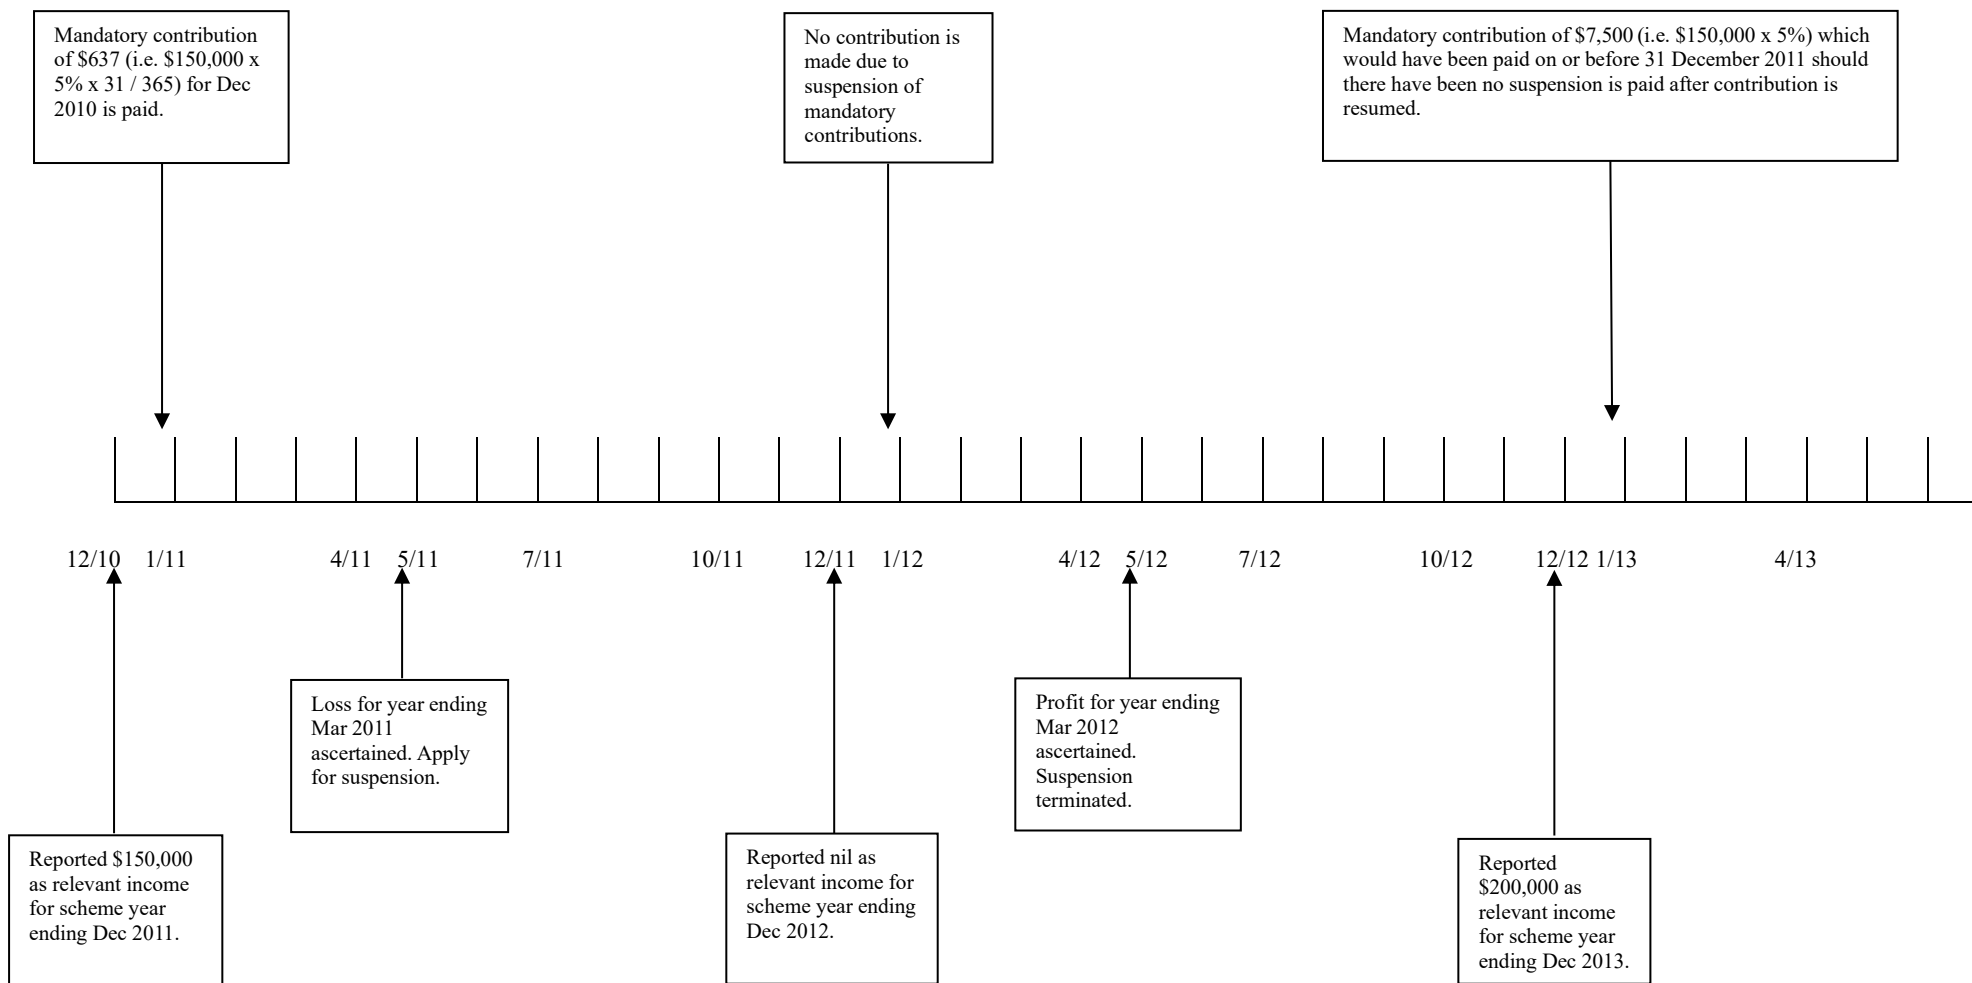 Mandatory contribution
of $637 (i.e. $150,000 x
5% x 31 / 365) for Dec
2010 is paid.
No contribution is
made due to
suspension of
mandatory
contributions.
Mandatory contribution of $7,500 (i.e. $150,000 x 5%) which
would have been paid on or before 31 December 2011 should
there have been no suspension is paid after contribution is
resumed.
12/10 1/11 4/11 5/11 7/11 10/11 12/11 1/12 4/12 5/12 7/12 10/12 12/12 1/13 4/13
Loss for year ending
Mar 2011
ascertained. Apply
for suspension.
Profit for year ending
Mar 2012
ascertained.
Suspension
terminated.
Reported $150,000
as relevant income
for scheme year
ending Dec 2011.
Reported nil as
relevant income for
scheme year ending
Dec 2012.
Reported
$200,000 as
relevant income
for scheme year
ending Dec 2013.